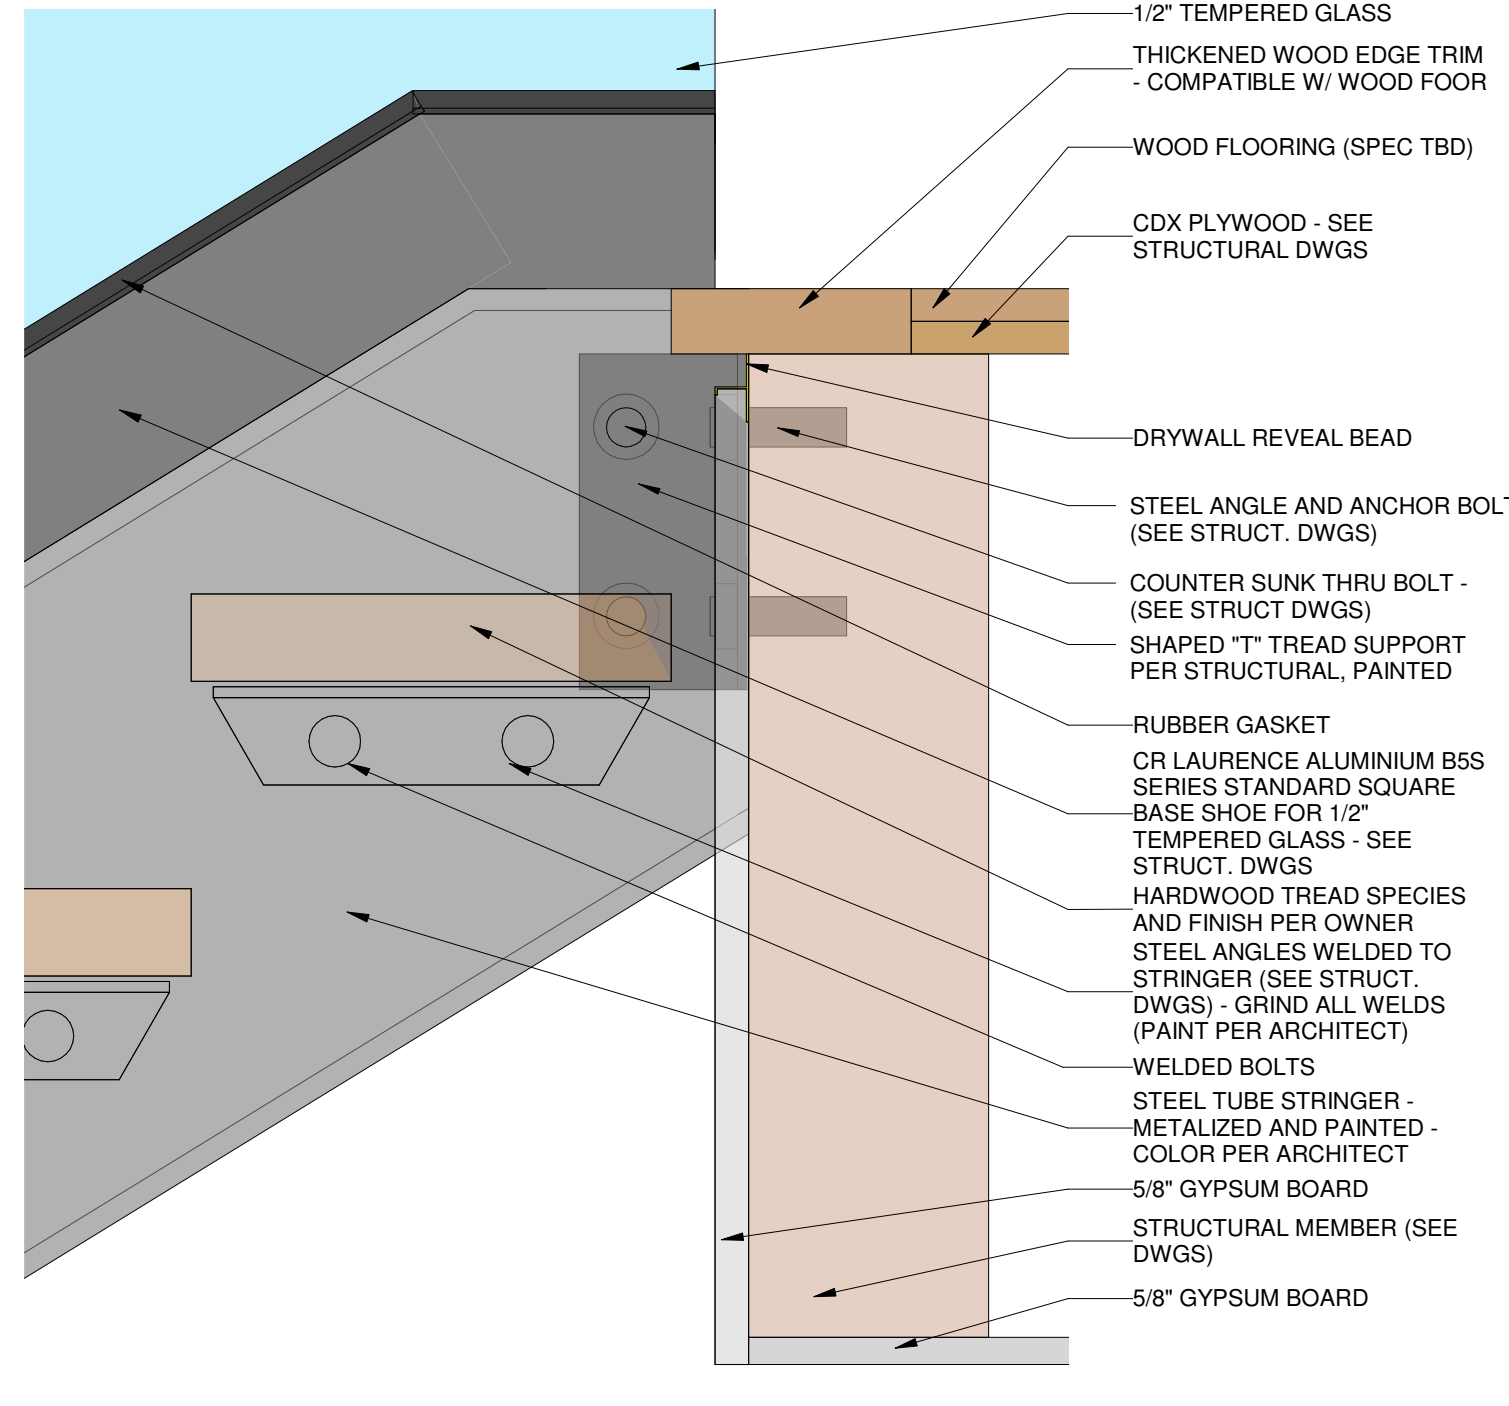 1/2" TEMPERED GLASS
THICKENED WOOD EDGE TRIM
- COMPATIBLE W/ WOOD FOOR
WOOD FLOORING (SPEC TBD)
CDX PLYWOOD - SEE
STRUCTURAL DWGS
DRYWALL REVEAL BEAD
STEEL ANGLE AND ANCHOR BOLT
(SEE STRUCT. DWGS)
COUNTER SUNK THRU BOLT -
(SEE STRUCT DWGS)
SHAPED "T" TREAD SUPPORT
PER STRUCTURAL, PAINTED
RUBBER GASKET
CR LAURENCE ALUMINIUM B5S
SERIES STANDARD SQUARE
BASE SHOE FOR 1/2"
TEMPERED GLASS - SEE
STRUCT. DWGS
HARDWOOD TREAD SPECIES
AND FINISH PER OWNER
STEEL ANGLES WELDED TO
STRINGER (SEE STRUCT.
DWGS) - GRIND ALL WELDS
(PAINT PER ARCHITECT)
WELDED BOLTS
STEEL TUBE STRINGER -
METALIZED AND PAINTED -
COLOR PER ARCHITECT
5/8" GYPSUM BOARD
STRUCTURAL MEMBER (SEE
DWGS)
5/8" GYPSUM BOARD